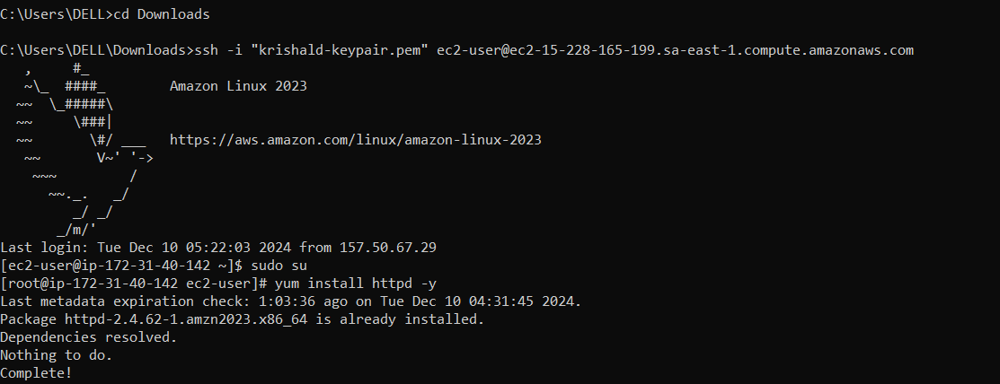 C:\Users\DELL>cd Downloads
C:\Users\DELL\Downloads>ssh -i "krishald-keypair.pem" ec2-user@ec2-15-228-165-199.sa-east-1.compute.amazonaws.com
   ,     #_
   ~\_  ####_        Amazon Linux 2023
  ~~  \_#####\
  ~~     \###|
  ~~       \#/ ___   https://aws.amazon.com/linux/amazon-linux-2023
   ~~       V~' '->
    ~~~         /
      ~~._.   _/
         _/ _/
       _/m/'
Last login: Tue Dec 10 05:22:03 2024 from 157.50.67.29
[ec2-user@ip-172-31-40-142 ~]$ sudo su
[root@ip-172-31-40-142 ec2-user]# yum install httpd -y
Last metadata expiration check: 1:03:36 ago on Tue Dec 10 04:31:45 2024.
Package httpd-2.4.62-1.amzn2023.x86_64 is already installed.
Dependencies resolved.
Nothing to do.
Complete!